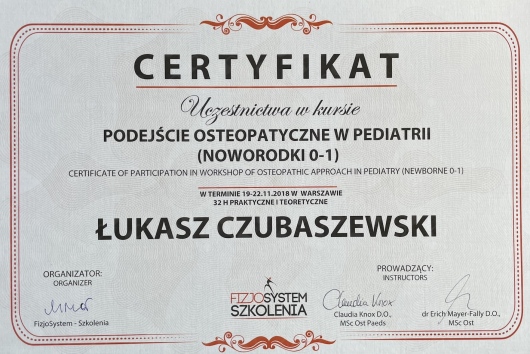 CERTYFIKAT
Uczestnictwa w kursie
PODEJŚCIE OSTEOPATYCZNE W PEDIATRII
(NOWORODKI 0-1)
CERTIFICATE OF PARTICIPATION IN WORKSHOP OF OSTEOPATHIC APPROACH IN PEDIATRY (NEWBORNE 0-1)
W TERMINIE 19-22.11.2018 W WARSZAWIE
32 H PRAKTYCZNE I TEORETYCZNE
ŁUKASZ CZUBASZEWSKI
ORGANIZATOR:
ORGANIZER
FizjoSystem - Szkolenia
FIZJOSYSTEM
SZKOLENIA
PROWADZĄCY:
INSTRUCTORS
Claudia Knox
Claudia Knox D.O.,
MSc Ost Paeds
dr Erich Mayer-Fally D.O.,
MSc Ost